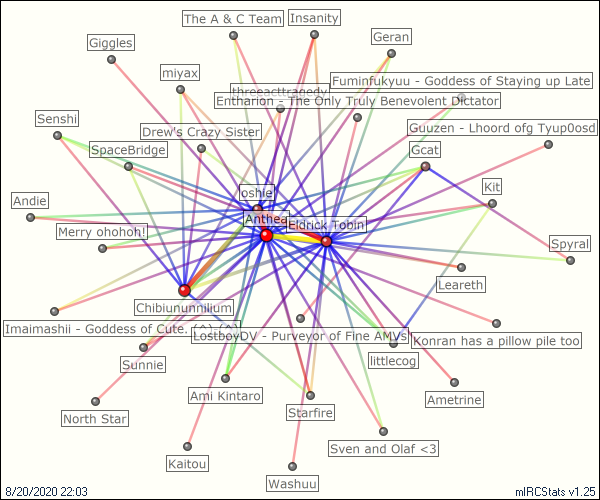 The A & C Team
Insanity
Giggles
Geran
miyax
threeacttragedy
Fuminfukyuu - Goddess of Staying up Late
Entharion - The Only Truly Benevolent Dictator
Senshi
Drew's Crazy Sister
Guuzen - Lhoord ofg Tyup0osd
SpaceBridge
Gcat
Andie
oshie
Kit
Anthea
Eldrick Tobin
Merry ohohoh!
Spyral
Leareth
Chibiununnilium
Imaimashii - Goddess of Cute. (^)_(^)
LostboyDV - Purveyor of Fine AMVs
Konran has a pillow pile too
Sunnie
littlecog
Ami Kintaro
Ametrine
North Star
Starfire
Sven and Olaf <3
Kaitou
Washuu
8/20/2020 22:03
mIRCStats v1.25